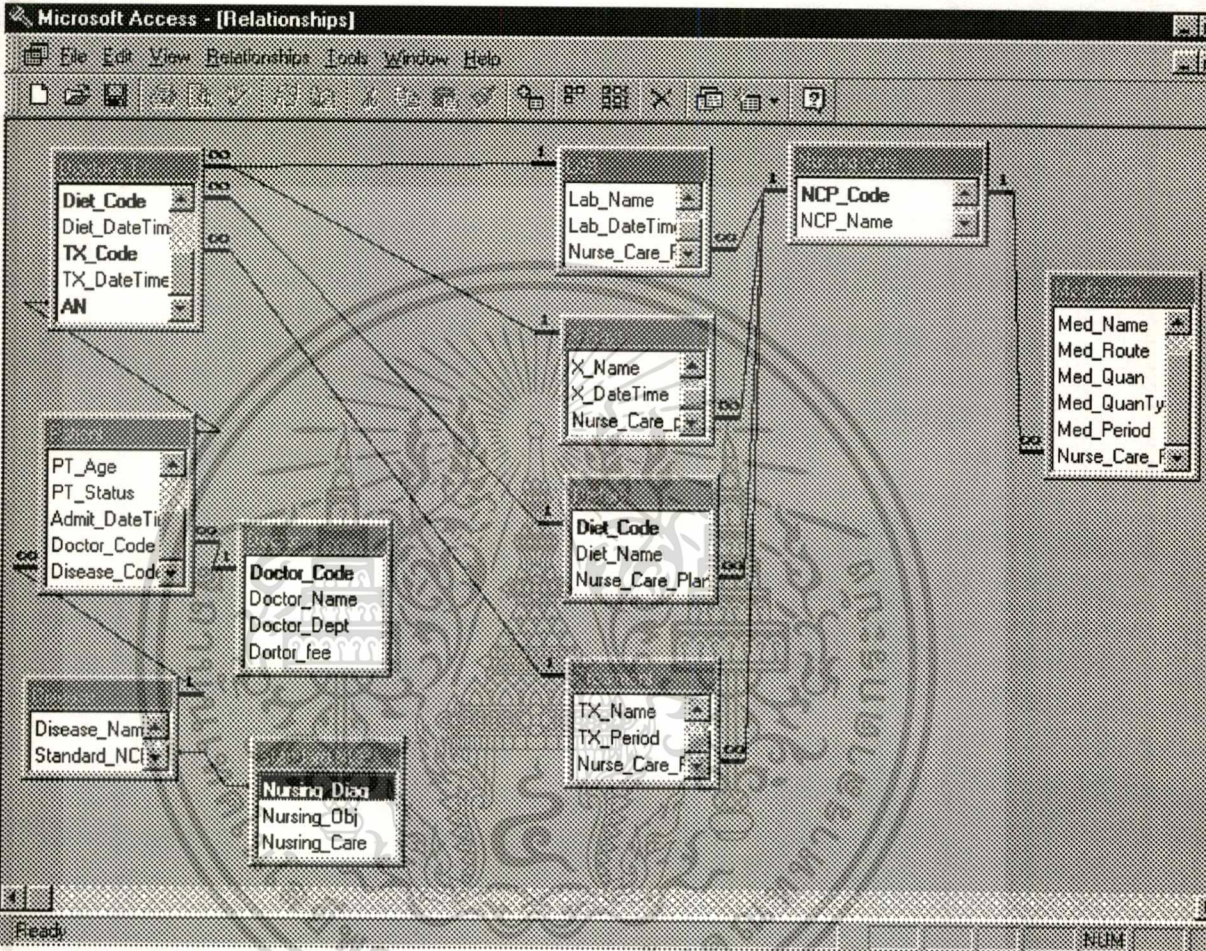 Microsoft Access - [Relationships]
File Edit View Relationships Tools Window Help
Diet_Code
Diet_DateTim
TX_Code
TX_DateTime
AN
Lab_Name
Lab_DateTim
Nurse_Care_F
NCP_Code
NCP_Name
X_Name
X_DateTime
Nurse_Care_p
Med_Name
Med_Route
Med_Quan
Med_QuanTy
Med_Period
Nurse_Care_F
PT_Age
PT_Status
Admit_DateTi
Doctor_Code
Disease_Code
Doctor_Code
Doctor_Name
Doctor_Dept
Dortor_fee
Diet_Code
Diet_Name
Nurse_Care_Plan
Disease_Nam
Standard_NCI
Nursing_Diag
Nursing_Obj
Nusring_Care
TX_Name
TX_Period
Nurse_Care_F
Ready
NUM